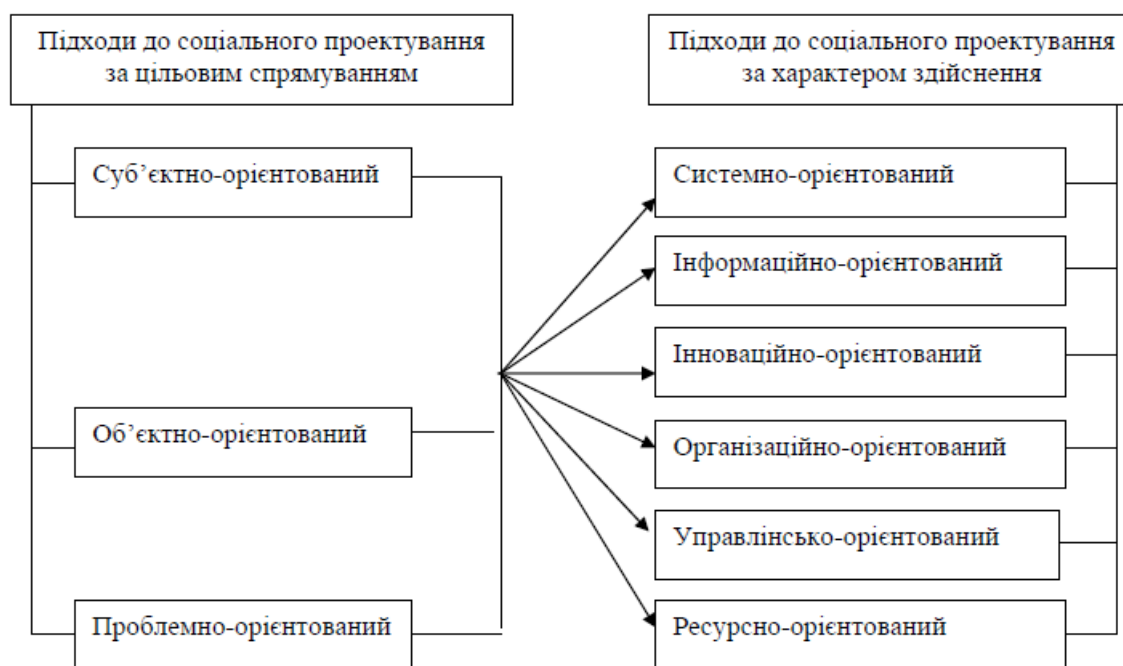 Підходи до соціального проектування
за цільовим спрямуванням
Суб’єктно-орієнтований
Об’єктно-орієнтований
Проблемно-орієнтований
Підходи до соціального проектування
за характером здійснення
Системно-орієнтований
Інформаційно-орієнтований
Інноваційно-орієнтований
Організаційно-орієнтований
Управлінсько-орієнтований
Ресурсно-орієнтований